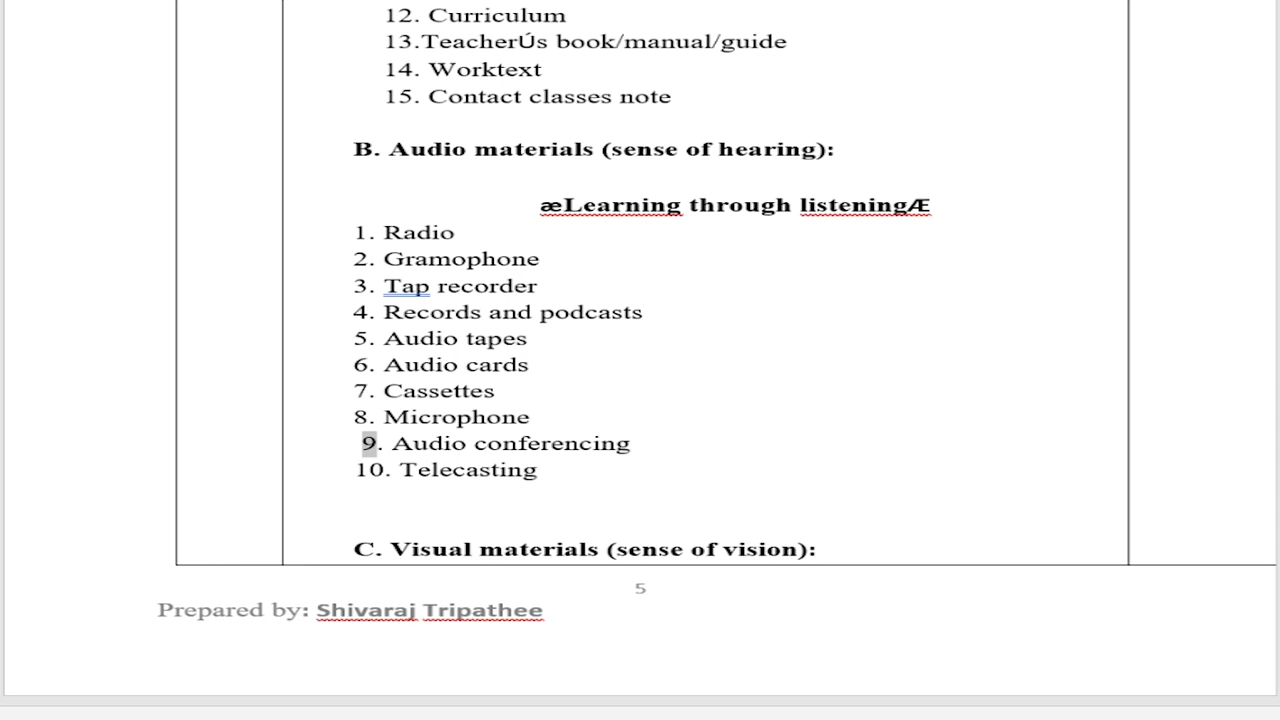 12. Curriculum
13.TeacherÚs book/manual/guide
14. Worktext
15. Contact classes note
B. Audio materials (sense of hearing):
æLearning through listeningÆ
1. Radio
2. Gramophone
3. Tap recorder
4. Records and podcasts
5. Audio tapes
6. Audio cards
7. Cassettes
8. Microphone
9. Audio conferencing
10. Telecasting
C. Visual materials (sense of vision):
5
Prepared by: Shivaraj Tripathee